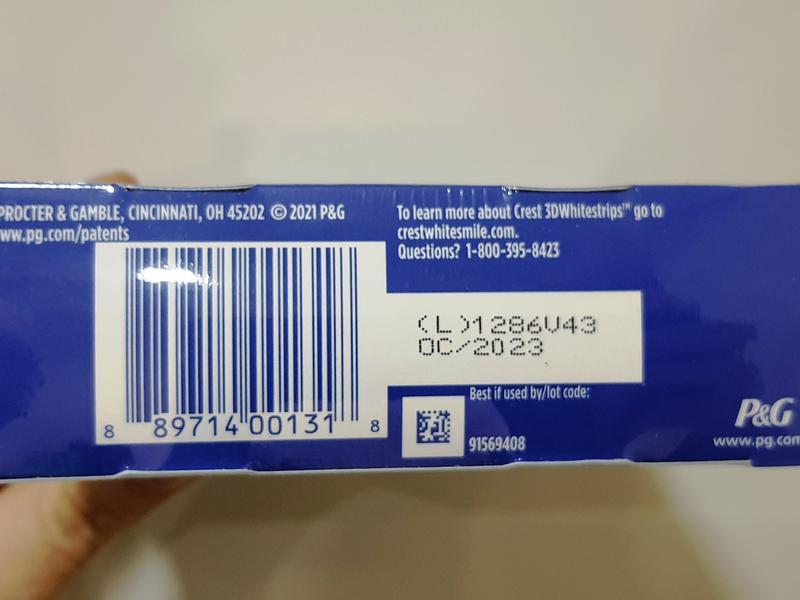 PROCTER & GAMBLE, CINCINNATI, OH 45202 © 2021 P&G
ww.pg.com/patents
8 89714 00131 8
To learn more about Crest 3DWhitestrips™ go to
crestwhitesmile.com.
Questions? 1-800-395-8423
(L)1286V43
OC/2023
Best if used by/lot code:
91569408
P&G
www.pg.com